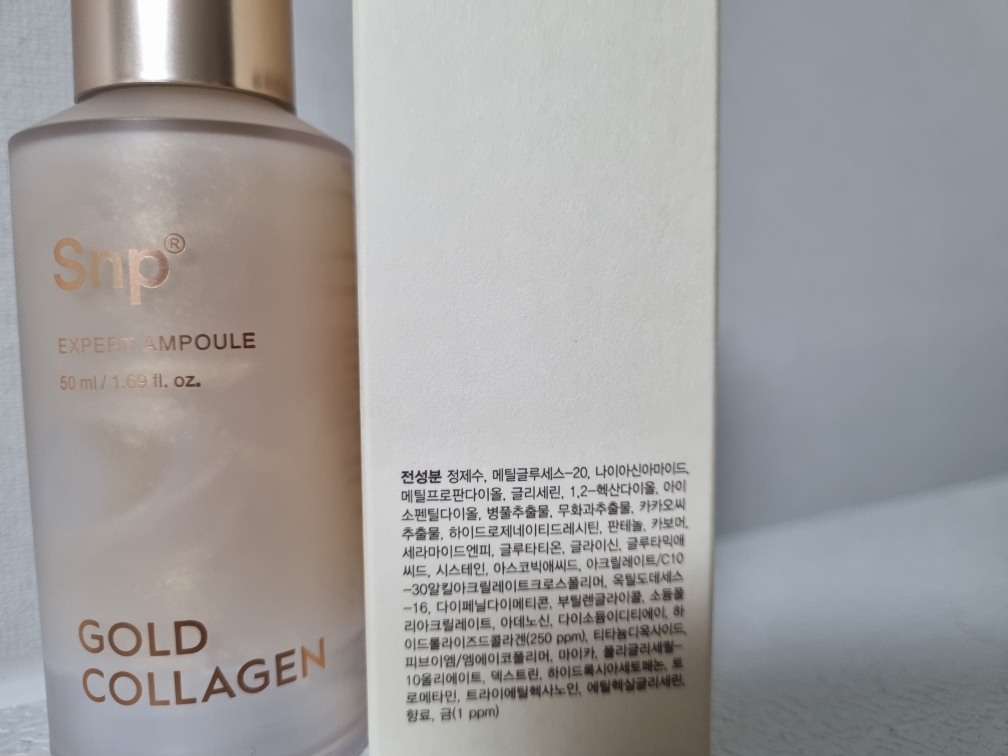 Snp®
EXPERT AMPOULE
50 ml / 1.69 fl. oz.
GOLD
COLLAGEN
전성분 정제수, 메틸글루세스-20, 나이아신아마이드,
메틸프로판다이올, 글리세린, 1,2-헥산다이올, 아이
소펜틸다이올, 병풀추출물, 무화과추출물, 카카오씨
추출물, 하이드로제네이티드레시틴, 판테놀, 카보머,
세라마이드엔피, 글루타티온, 글라이신, 글루타믹애
씨드, 시스테인, 아스코빅애씨드, 아크릴레이트/C10
-30알킬아크릴레이트크로스폴리머, 옥틸도데세스
-16, 다이페닐다이메티콘, 부틸렌글라이콜, 소듐폴
리아크릴레이트, 아데노신, 다이소듐이디티에이, 하
이드롤라이즈드콜라겐(250 ppm), 티타늄디옥사이드,
피브이엠/엠에이코폴리머, 마이카, 폴리글리세릴-
10올리에이트, 덱스트린, 하이드록시아세토페논, 트
로메타민, 트라이에틸헥사노인, 에틸헥실글리세린,
향료, 금(1 ppm)